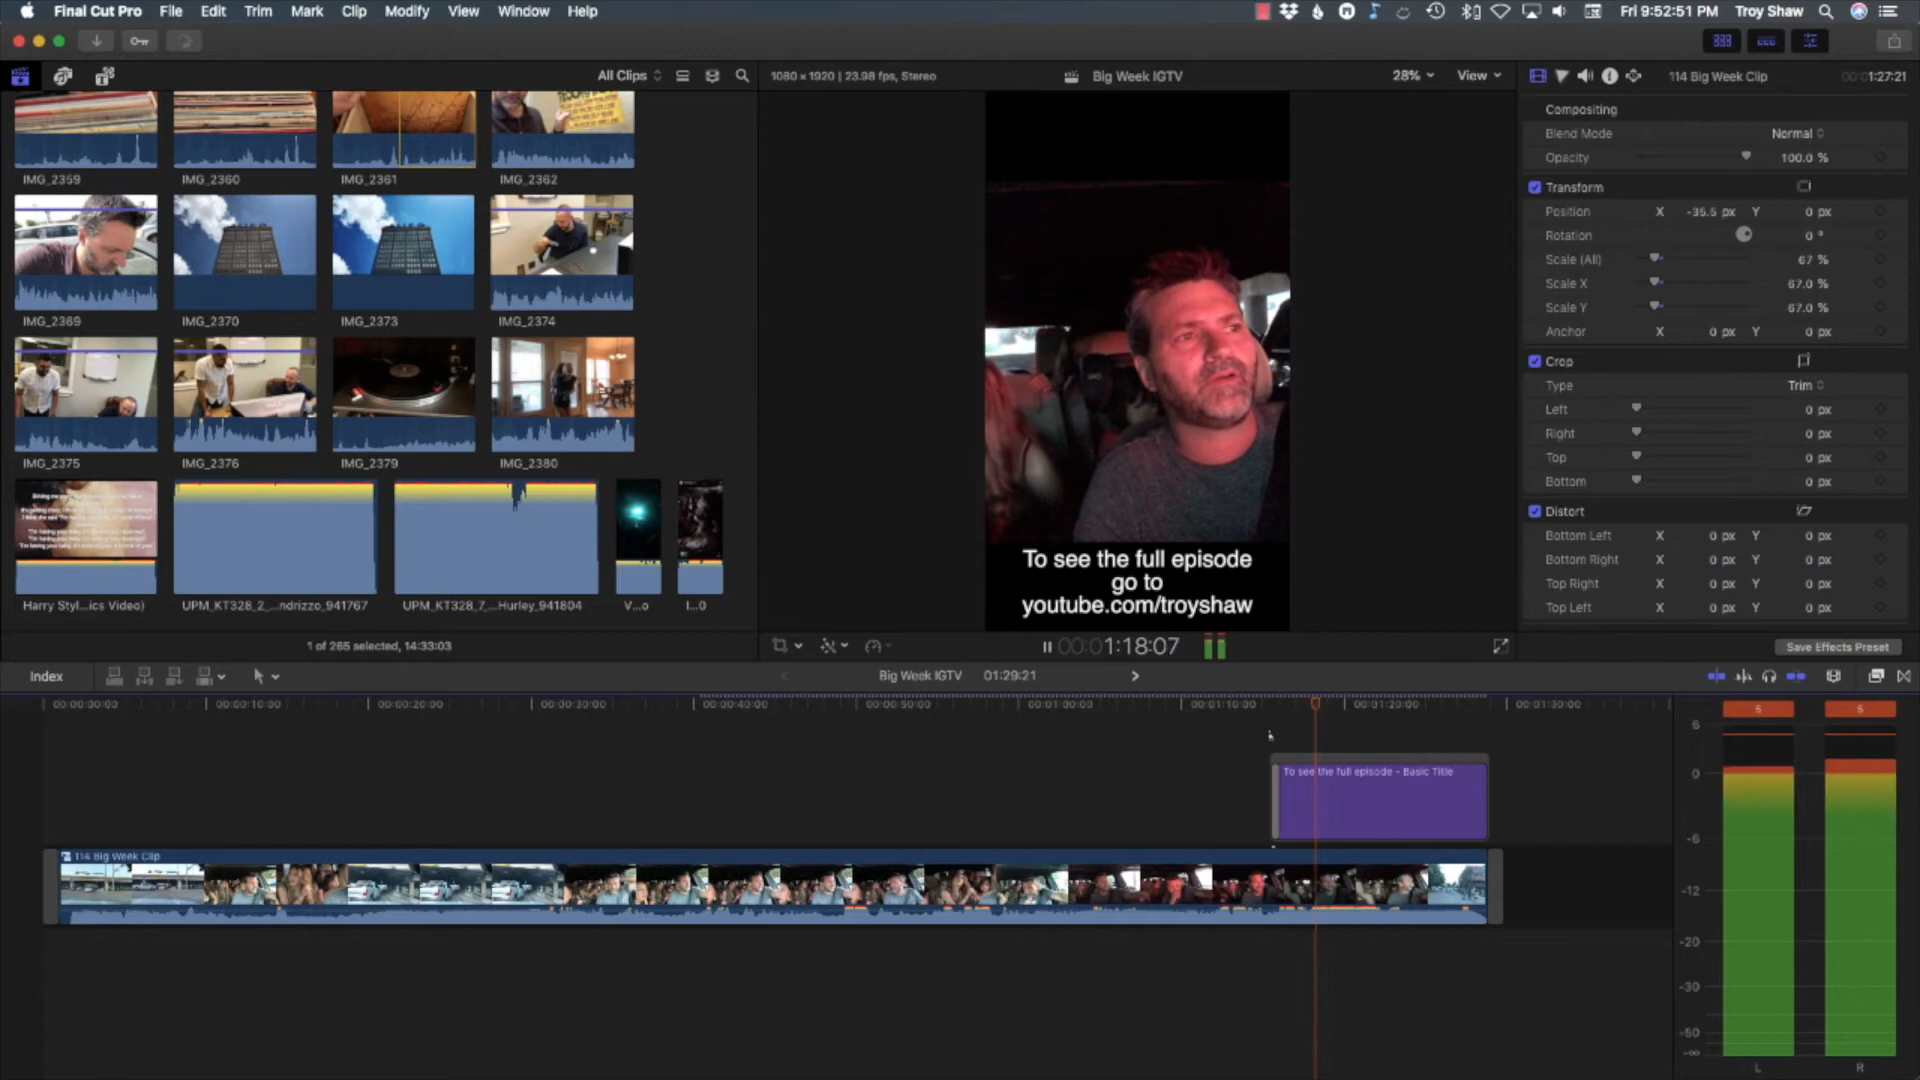 Final Cut Pro File Edit Trim Mark Clip Modify View Window Help Fri 9:52:51 PM Troy Shaw
All Clips
1080 x 1920 | 23.98 fps, Stereo
Big Week IGTV
28%
View
114 Big Week Clip
1:27:21
IMG_2359
IMG_2360
IMG_2361
IMG_2362
IMG_2369
IMG_2370
IMG_2373
IMG_2374
IMG_2375
IMG_2376
IMG_2379
IMG_2380
Harry Styl...ics Video)
UPM_KT328_2_...ndrizzo_941767
UPM_KT328_7_...Hurley_941804
V...o
I...0
1 of 265 selected, 14:33:03
To see the full episode
go to
youtube.com/troyshaw
00:00:1:18:07
Compositing
Blend Mode Normal
Opacity 100.0 %
Transform
Position X -35.5 px Y 0 px
Rotation 0 °
Scale (All) 67 %
Scale X 67.0 %
Scale Y 67.0 %
Anchor X 0 px Y 0 px
Crop
Type Trim
Left 0 px
Right 0 px
Top 0 px
Bottom 0 px
Distort
Bottom Left X 0 px Y 0 px
Bottom Right X 0 px Y 0 px
Top Right X 0 px Y 0 px
Top Left X 0 px Y 0 px
Save Effects Preset
Index
Big Week IGTV 01:29:21
00:00:00:00 00:00:10:00 00:00:20:00 00:00:30:00 00:00:40:00 00:00:50:00 00:01:00:00 00:01:10:00 00:01:20:00 00:01:30:00
To see the full episode - Basic Title
114 Big Week Clip
6 6
6
0
-6
-12
-20
-30
-50
-∞
L R